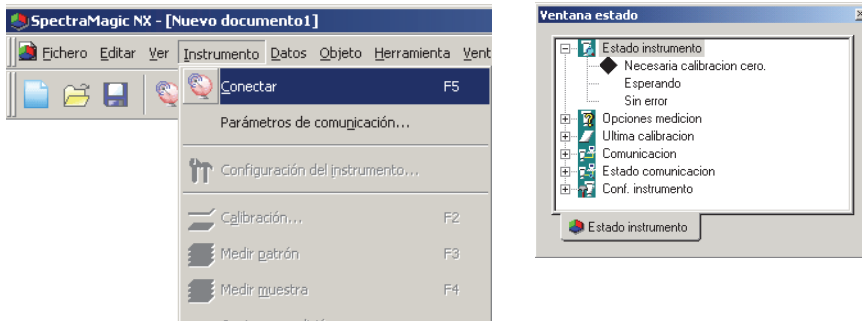 SpectraMagic NX - [Nuevo documento1]
Fichero Editar Ver Instrumento Datos Objeto Herramienta Vent
Conectar F5
Parámetros de comunicación...
Configuración del instrumento...
Calibración... F2
Medir patrón F3
Medir muestra F4
Ventana estado
Estado instrumento
Necesaria calibracion cero.
Esperando
Sin error
Opciones medicion
Ultima calibracion
Comunicacion
Estado comunicacion
Conf. instrumento
Estado instrumento